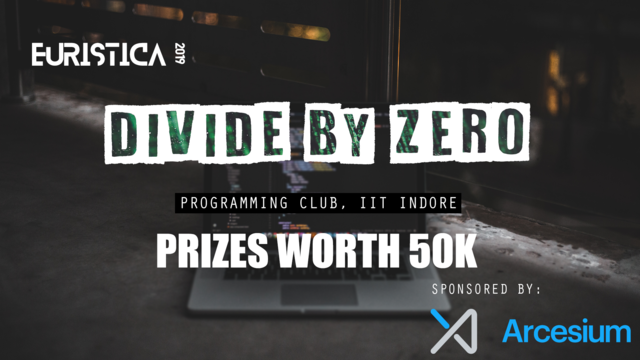 EURISTICA 2019
DIVIDE BY ZERO
PROGRAMMING CLUB, IIT INDORE
PRIZES WORTH 50K
SPONSORED BY:
Arcesium